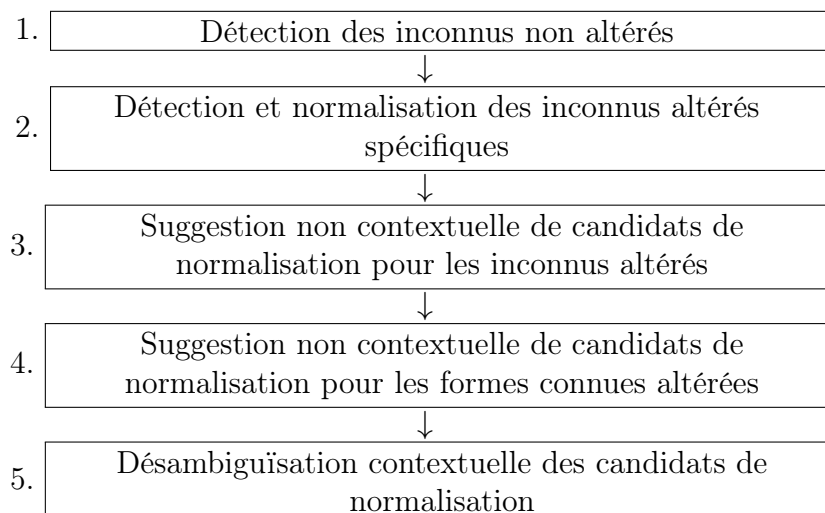 1. Détection des inconnus non altérés
↓
2. Détection et normalisation des inconnus altérés
spécifiques
↓
3. Suggestion non contextuelle de candidats de
normalisation pour les inconnus altérés
↓
4. Suggestion non contextuelle de candidats de
normalisation pour les formes connues altérées
↓
5. Désambiguïsation contextuelle des candidats de
normalisation